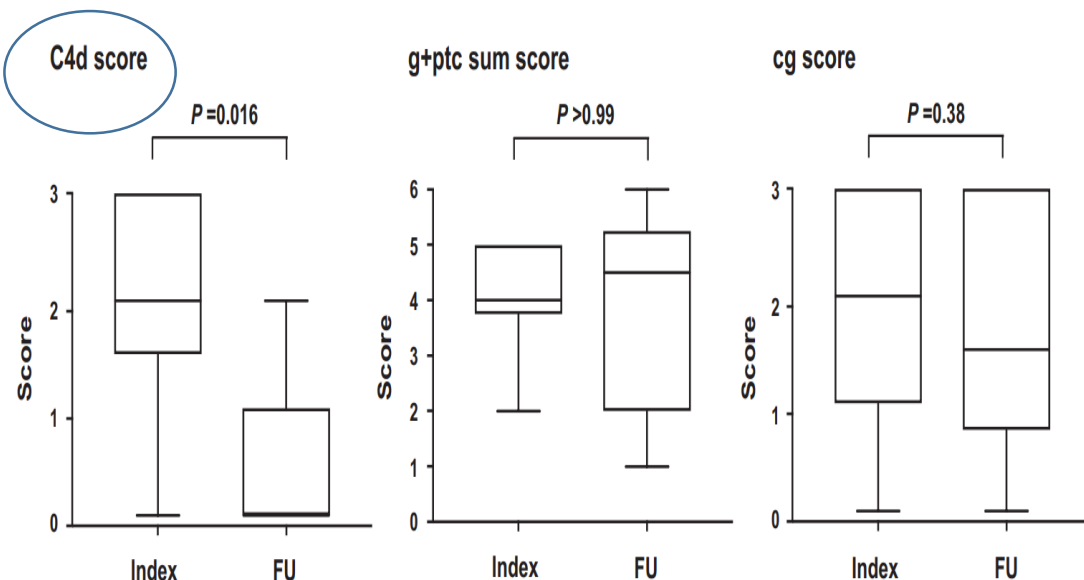 C4d score
P =0.016
3
2
1
0
Score
Index
FU
g+ptc sum score
P >0.99
6
5
4
3
2
1
0
Score
Index
FU
cg score
P =0.38
3
2
1
0
Score
Index
FU